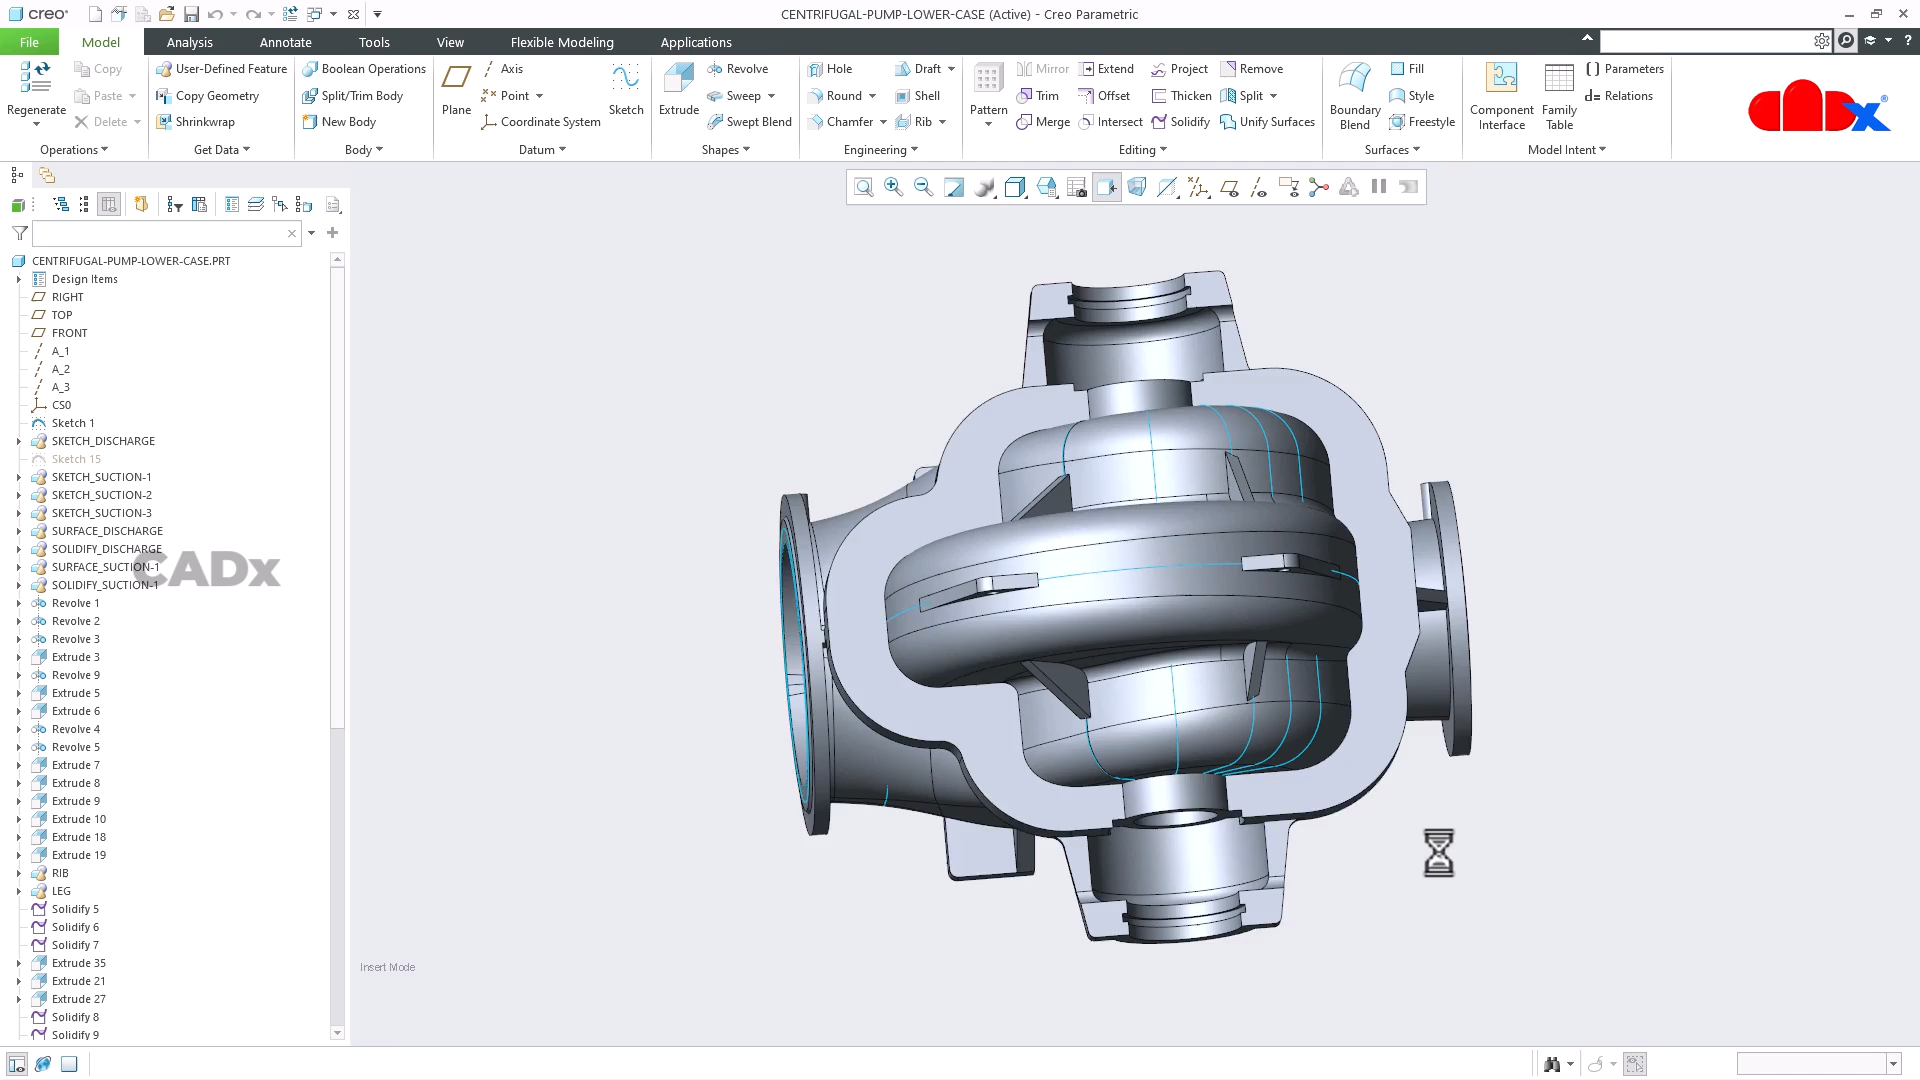 creo
CENTRIFUGAL-PUMP-LOWER-CASE (Active) - Creo Parametric
File Model Analysis Annotate Tools View Flexible Modeling Applications
Regenerate
Copy
Paste
Delete
Operations
User-Defined Feature
Copy Geometry
Shrinkwrap
Get Data
Boolean Operations
Split/Trim Body
New Body
Body
Plane
Axis
Point
Coordinate System
Sketch
Datum
Extrude
Revolve
Sweep
Swept Blend
Shapes
Hole
Round
Chamfer
Draft
Shell
Rib
Engineering
Pattern
Mirror
Trim
Merge
Extend
Offset
Intersect
Project
Thicken
Solidify
Remove
Split
Unify Surfaces
Editing
Boundary Blend
Fill
Style
Freestyle
Surfaces
Component Interface
Family Table
Parameters
d= Relations
Model Intent
CADx
CENTRIFUGAL-PUMP-LOWER-CASE.PRT
Design Items
RIGHT
TOP
FRONT
A_1
A_2
A_3
CS0
Sketch 1
SKETCH_DISCHARGE
Sketch 15
SKETCH_SUCTION-1
SKETCH_SUCTION-2
SKETCH_SUCTION-3
SURFACE_DISCHARGE
SOLIDIFY_DISCHARGE
SURFACE_SUCTION-1
SOLIDIFY_SUCTION-1
CADx
Revolve 1
Revolve 2
Revolve 3
Extrude 3
Revolve 9
Extrude 5
Extrude 6
Revolve 4
Revolve 5
Extrude 7
Extrude 8
Extrude 9
Extrude 10
Extrude 18
Extrude 19
RIB
LEG
Solidify 5
Solidify 6
Solidify 7
Extrude 35
Extrude 21
Extrude 27
Solidify 8
Solidify 9
Insert Mode